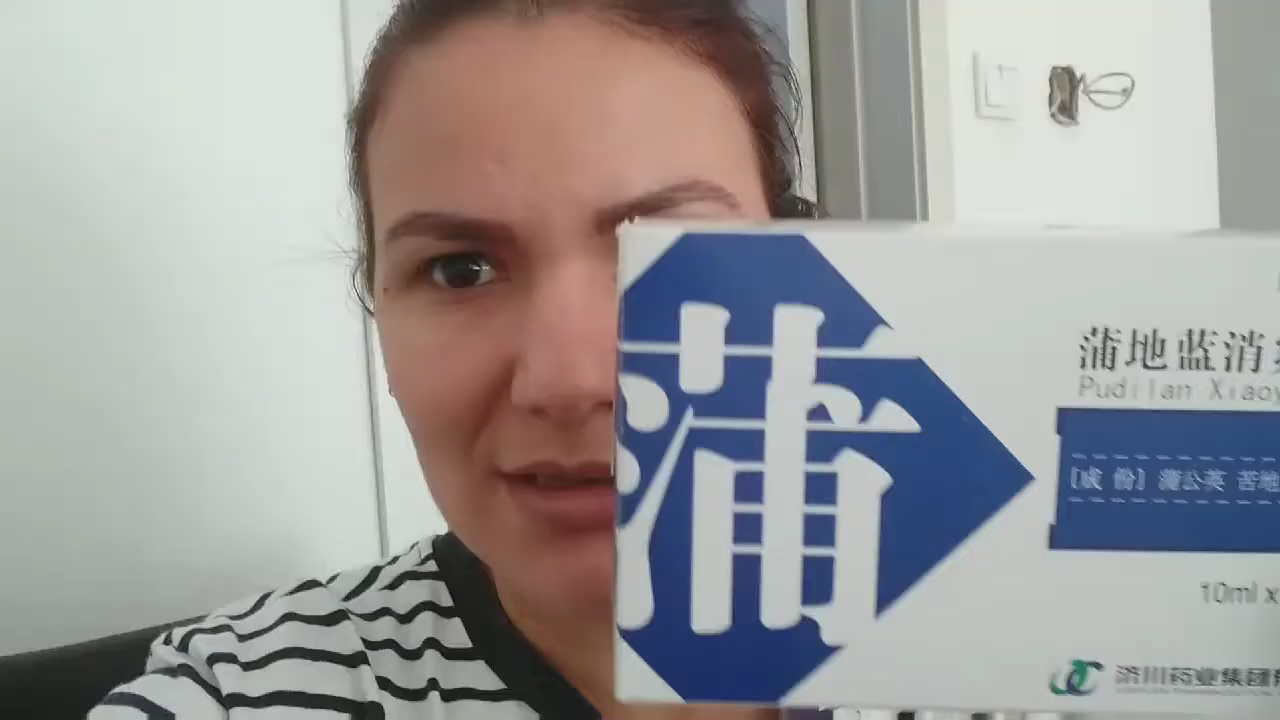 蒲
蒲地蓝消
Pudilan Xiaoy
[成 份] 蒲公英 苦地
10ml x
济川药业集团